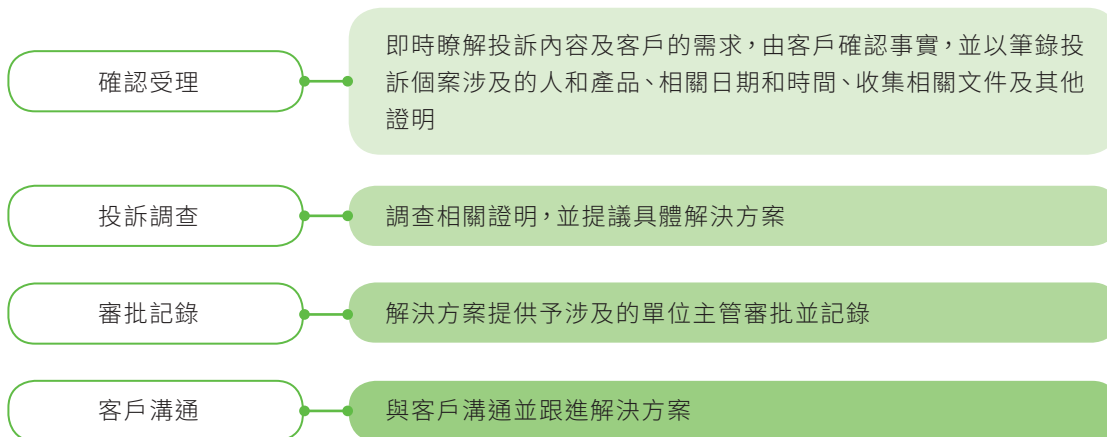 確認受理
即時瞭解投訴內容及客戶的需求，由客戶確認事實，並以筆錄投
訴個案涉及的人和產品、相關日期和時間、收集相關文件及其他
證明
投訴調查
調查相關證明，並提議具體解決方案
審批記錄
解決方案提供予涉及的單位主管審批並記錄
客戶溝通
與客戶溝通並跟進解決方案